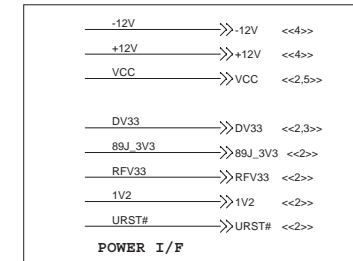 -12V -12V <<4>>
+12V +12V <<4>>
VCC VCC <<2,5>>
DV33 DV33 <<2,3>>
89J_3V3 89J_3V3 <<2>>
RFV33 RFV33 <<2>>
1V2 1V2 <<2>>
URST# URST# <<2>>
POWER I/F